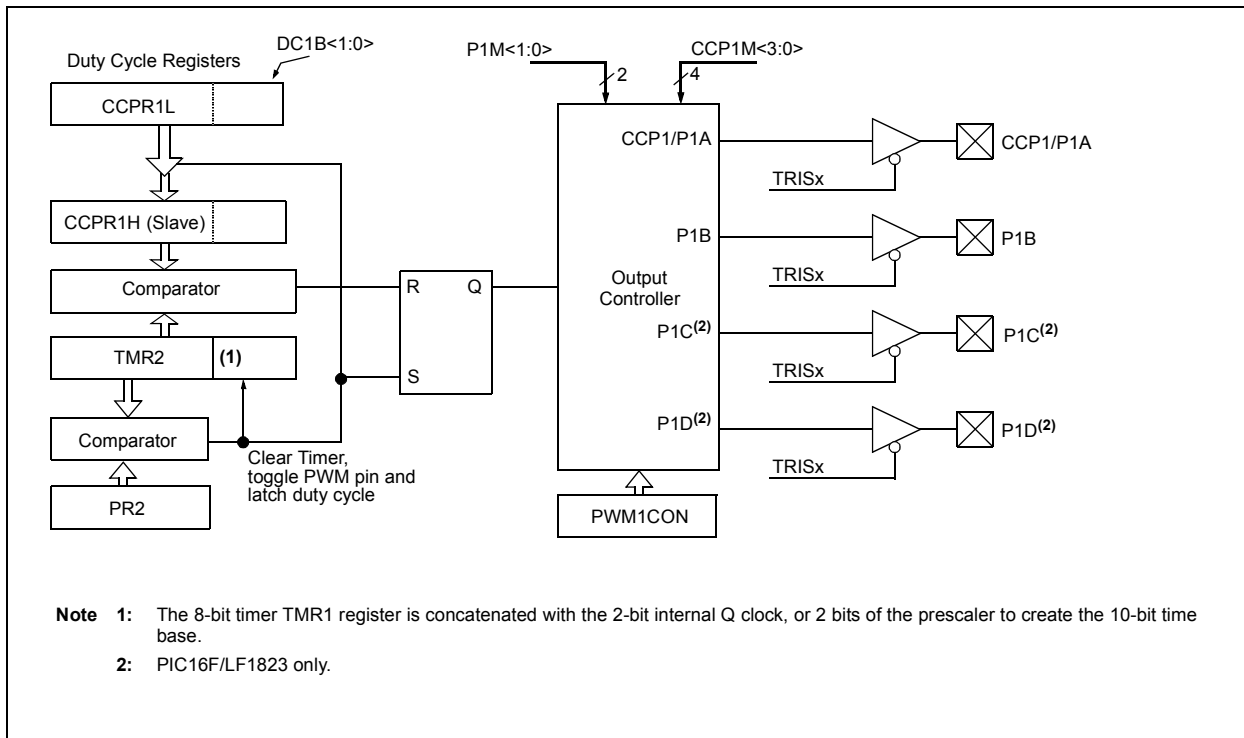 DC1B<1:0>
Duty Cycle Registers
CCPR1L
CCPR1H (Slave)
Comparator
TMR2
(1)
Comparator
Clear Timer,
toggle PWM pin and
latch duty cycle
PR2
R
Q
S
P1M<1:0>
2
CCP1M<3:0>
4
Output
Controller
CCP1/P1A
TRISx
CCP1/P1A
P1B
TRISx
P1B
P1C(2)
TRISx
P1C(2)
P1D(2)
TRISx
P1D(2)
PWM1CON
Note 1: The 8-bit timer TMR1 register is concatenated with the 2-bit internal Q clock, or 2 bits of the prescaler to create the 10-bit time
base.
2: PIC16F/LF1823 only.